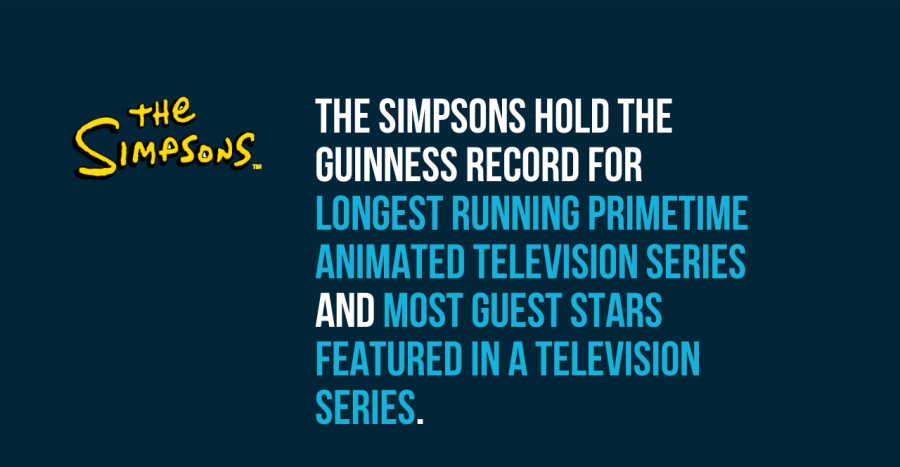 THE
SIMPSONS™
THE SIMPSONS HOLD THE
GUINNESS RECORD FOR
LONGEST RUNNING PRIMETIME
ANIMATED TELEVISION SERIES
AND MOST GUEST STARS
FEATURED IN A TELEVISION
SERIES.